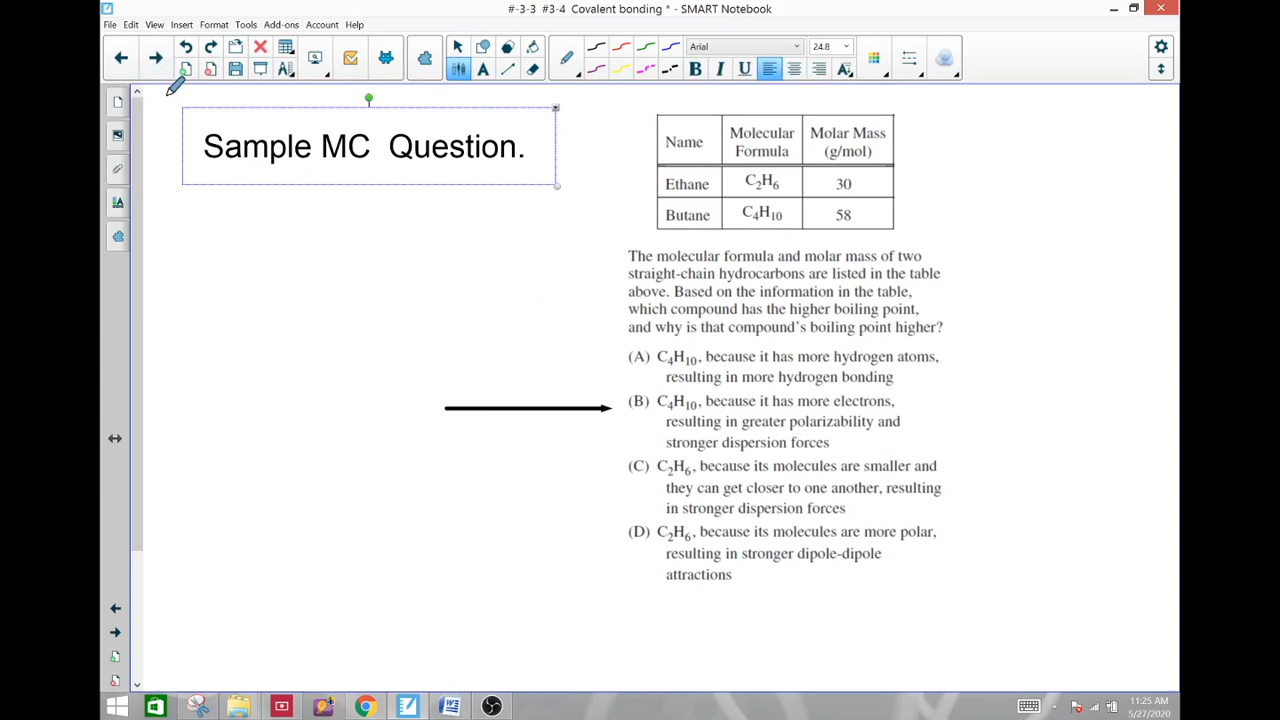 #-3-3 #3-4 Covalent bonding * - SMART Notebook
File Edit View Insert Format Tools Add-ons Account Help
Arial 24.8
B I U
Sample MC Question.
Name Molecular Formula Molar Mass (g/mol)
Ethane C₂H₆ 30
Butane C₄H₁₀ 58
The molecular formula and molar mass of two
straight-chain hydrocarbons are listed in the table
above. Based on the information in the table,
which compound has the higher boiling point,
and why is that compound's boiling point higher?
(A) C₄H₁₀, because it has more hydrogen atoms,
resulting in more hydrogen bonding
(B) C₄H₁₀, because it has more electrons,
resulting in greater polarizability and
stronger dispersion forces
(C) C₂H₆, because its molecules are smaller and
they can get closer to one another, resulting
in stronger dispersion forces
(D) C₂H₆, because its molecules are more polar,
resulting in stronger dipole-dipole
attractions
11:25 AM
5/27/2020